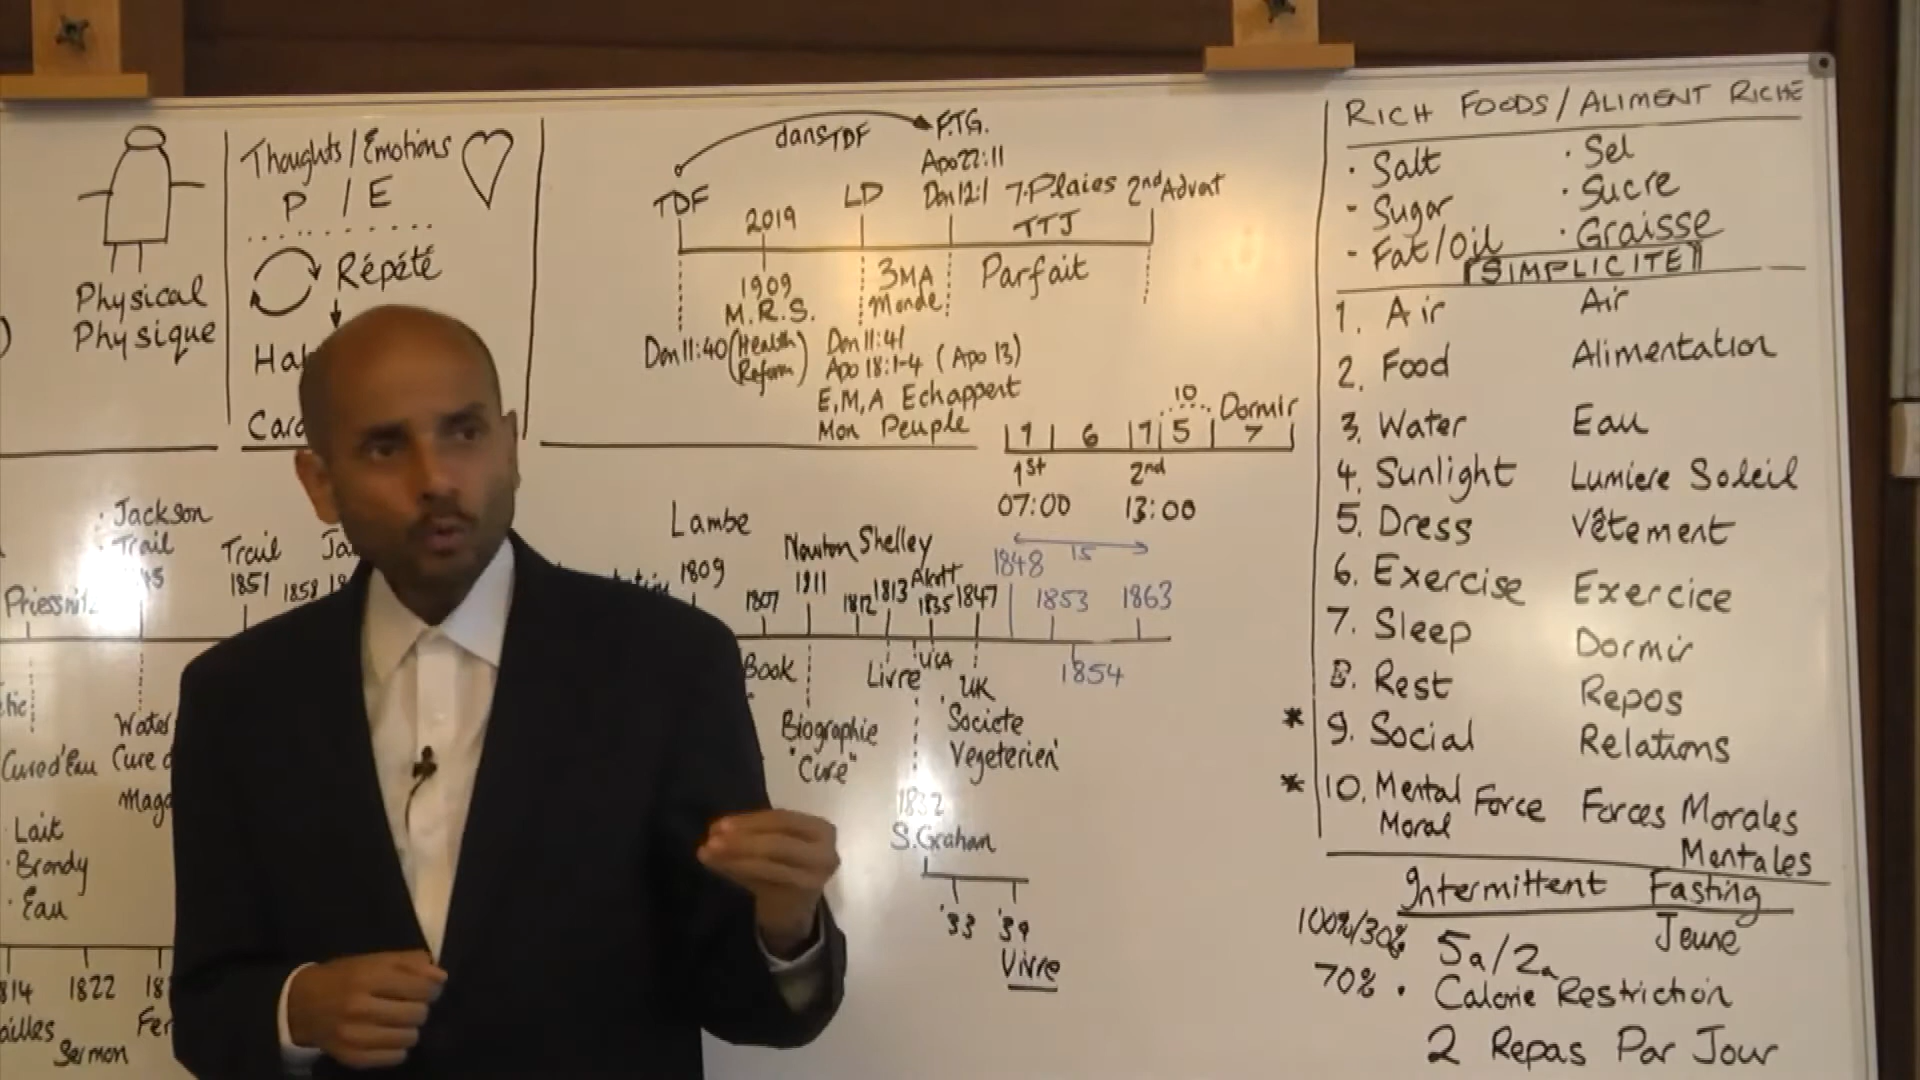 Physical
Physique
Thoughts/Emotions
P / E
Répété
dans TDF
F.T.G.
Apo 22:11
TDF
2019
LD
Dan 12:1
7.Plaies
2nd Advent
TTJ
1909
M.R.S.
3MA
Monde
Parfait
Dan 11:40
(Health
Reform)
Dan 11:41
Apo 18:1-4 (Apo 13)
E,M,A Echappent
Mon Peuple
10
Dormir
1 6 1 5 7
1st
2nd
07:00
13:00
RICH FOODS/ALIMENT RICHE
· Salt · Sel
- Sugar · Sucre
- Fat/Oil · Graisse
SIMPLICITE
1. Air Air
2. Food Alimentation
3. Water Eau
4. Sunlight Lumiere Soleil
5. Dress Vêtement
6. Exercise Exercice
7. Sleep Dormir
8. Rest Repos
* 9. Social Relations
* 10. Mental Force Forces Morales
Moral Mentales
Intermittent Fasting
Jeune
100%/30% 5a/2a
70% · Calorie Restriction
2 Repas Par Jour
· Jackson
· Trail
Trail
1851
1858
Priessnitz
Water
Cure d'Eau
Cure
· Lait
· Brandy
· Eau
1822
Sermon
Lambe
1809
Newton
Shelley
1807
1911
1812
1813
Alcott
1835
1847
1848
15
1853
1863
1854
Book
Livre
USA
UK
Biographie
"Cure"
Societe
Vegeterien
1832
S.Graham
'33
'39
Vivre